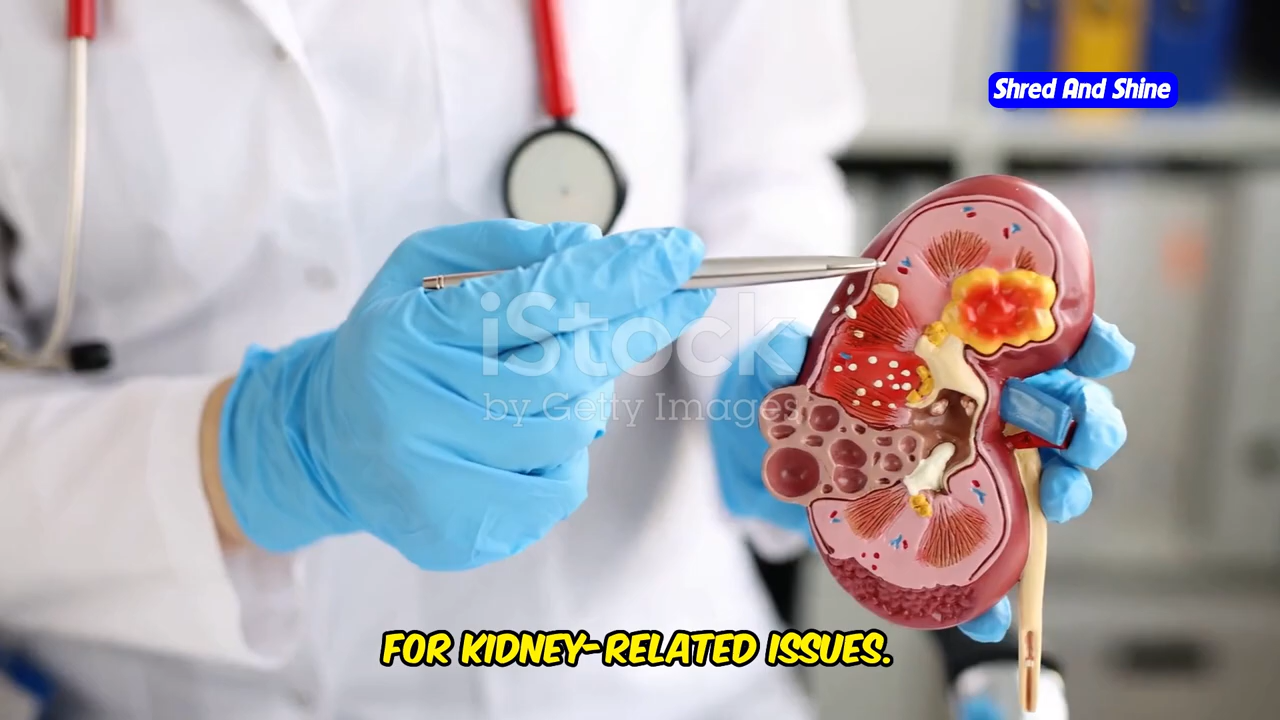 Shred And Shine
iStock
by Getty Images
FOR KIDNEY-RELATED ISSUES.